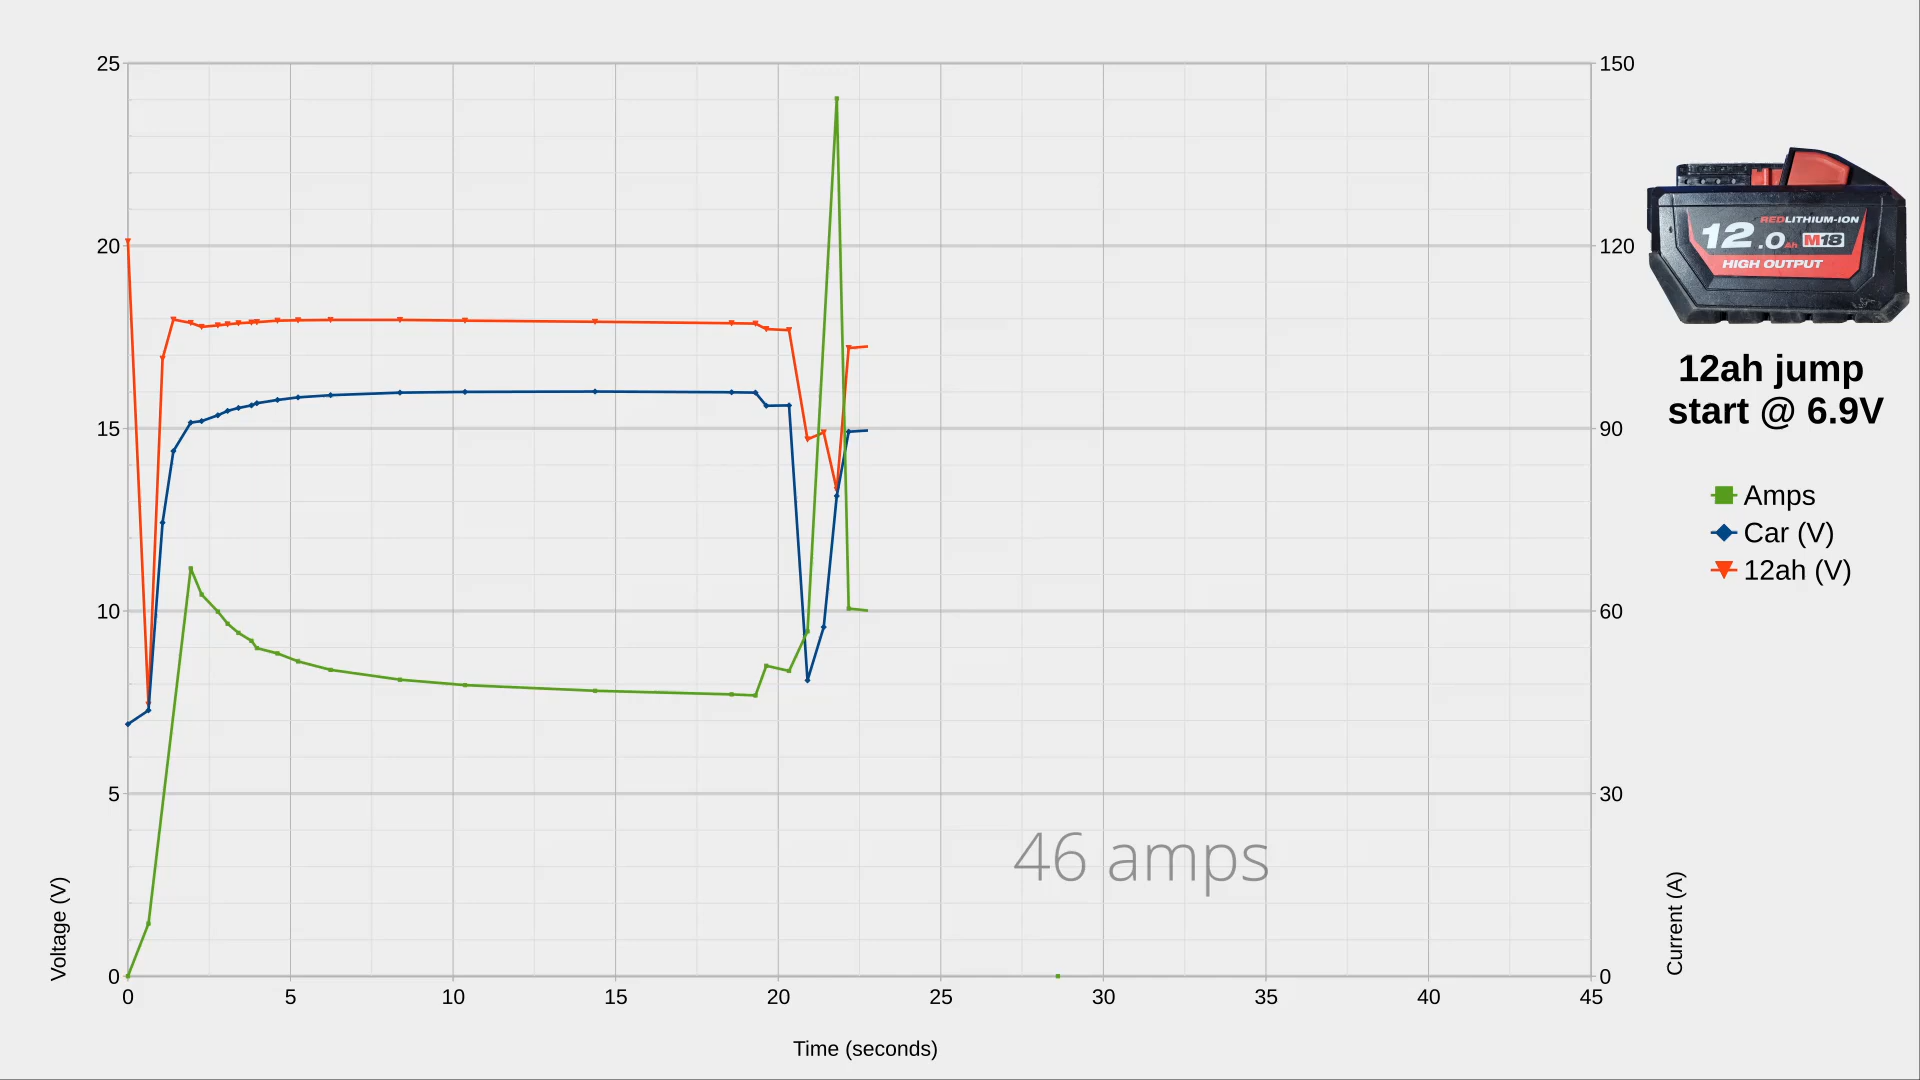 25
20
15
10
5
0
150
120
90
60
30
0
0 5 10 15 20 25 30 35 40 45
Voltage (V)
Current (A)
Time (seconds)
46 amps
REDLITHIUM-ION
12.0 Ah M18
HIGH OUTPUT
12ah jump
start @ 6.9V
Amps
Car (V)
12ah (V)